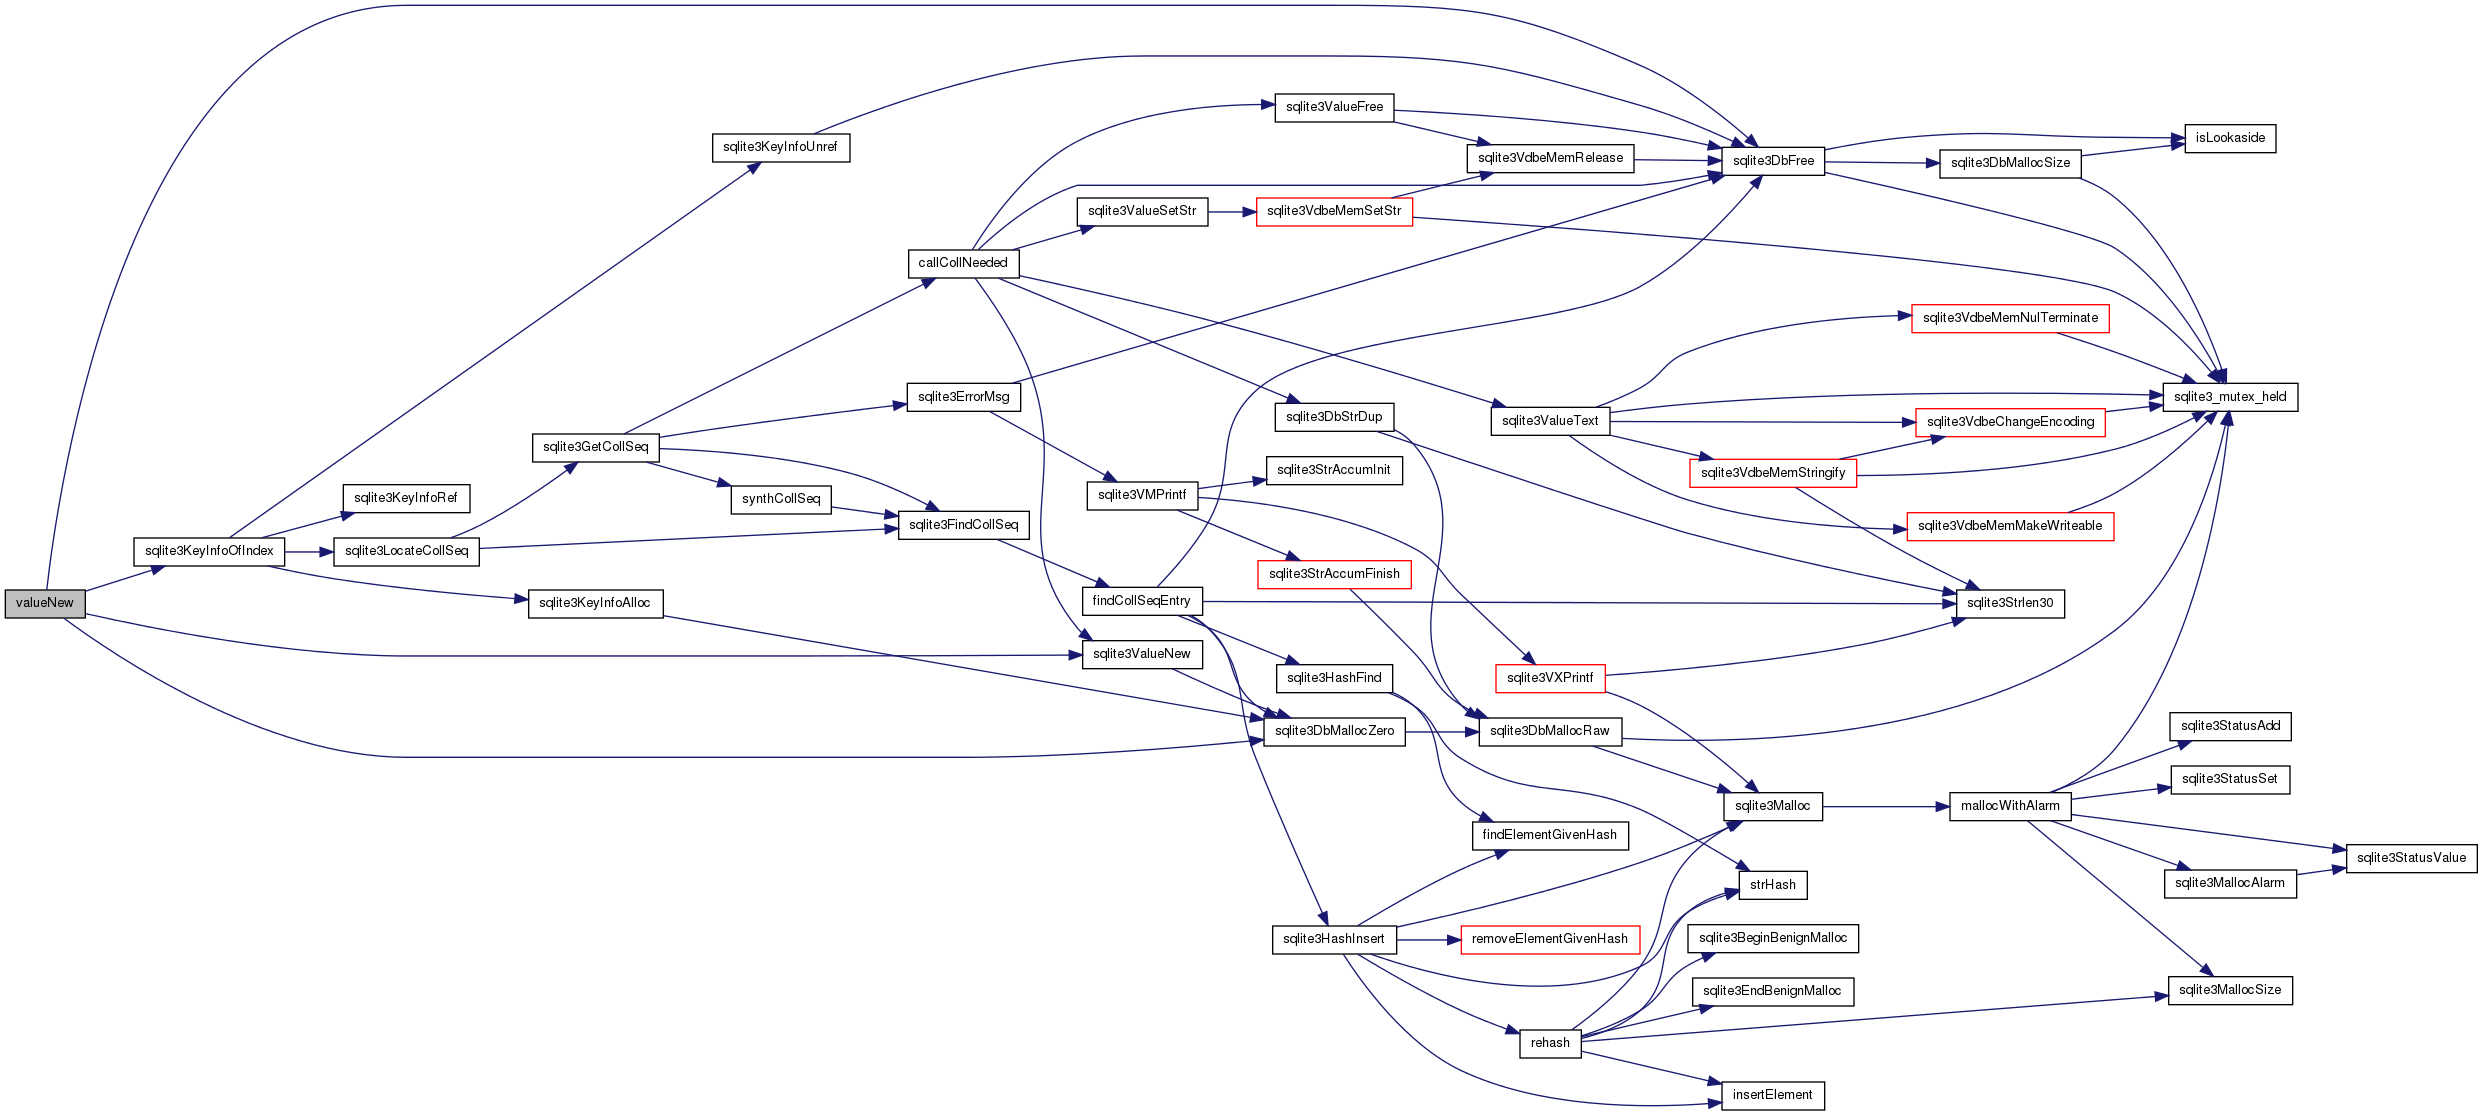 valueNew
sqlite3KeyInfoOfIndex
sqlite3KeyInfoRef
sqlite3LocateCollSeq
sqlite3KeyInfoAlloc
sqlite3GetCollSeq
sqlite3KeyInfoUnref
synthCollSeq
callCollNeeded
sqlite3ErrorMsg
sqlite3FindCollSeq
sqlite3ValueSetStr
sqlite3VMPrintf
findCollSeqEntry
sqlite3ValueNew
sqlite3ValueFree
sqlite3VdbeMemSetStr
sqlite3DbStrDup
sqlite3StrAccumInit
sqlite3StrAccumFinish
sqlite3HashFind
sqlite3DbMallocZero
sqlite3HashInsert
sqlite3VdbeMemRelease
sqlite3ValueText
sqlite3VXPrintf
sqlite3DbMallocRaw
findElementGivenHash
removeElementGivenHash
rehash
sqlite3DbFree
sqlite3VdbeMemStringify
sqlite3Malloc
strHash
sqlite3BeginBenignMalloc
sqlite3EndBenignMalloc
insertElement
sqlite3DbMallocSize
sqlite3VdbeMemNulTerminate
sqlite3VdbeChangeEncoding
sqlite3VdbeMemMakeWriteable
sqlite3Strlen30
mallocWithAlarm
isLookaside
sqlite3_mutex_held
sqlite3StatusAdd
sqlite3StatusSet
sqlite3MallocAlarm
sqlite3MallocSize
sqlite3StatusValue